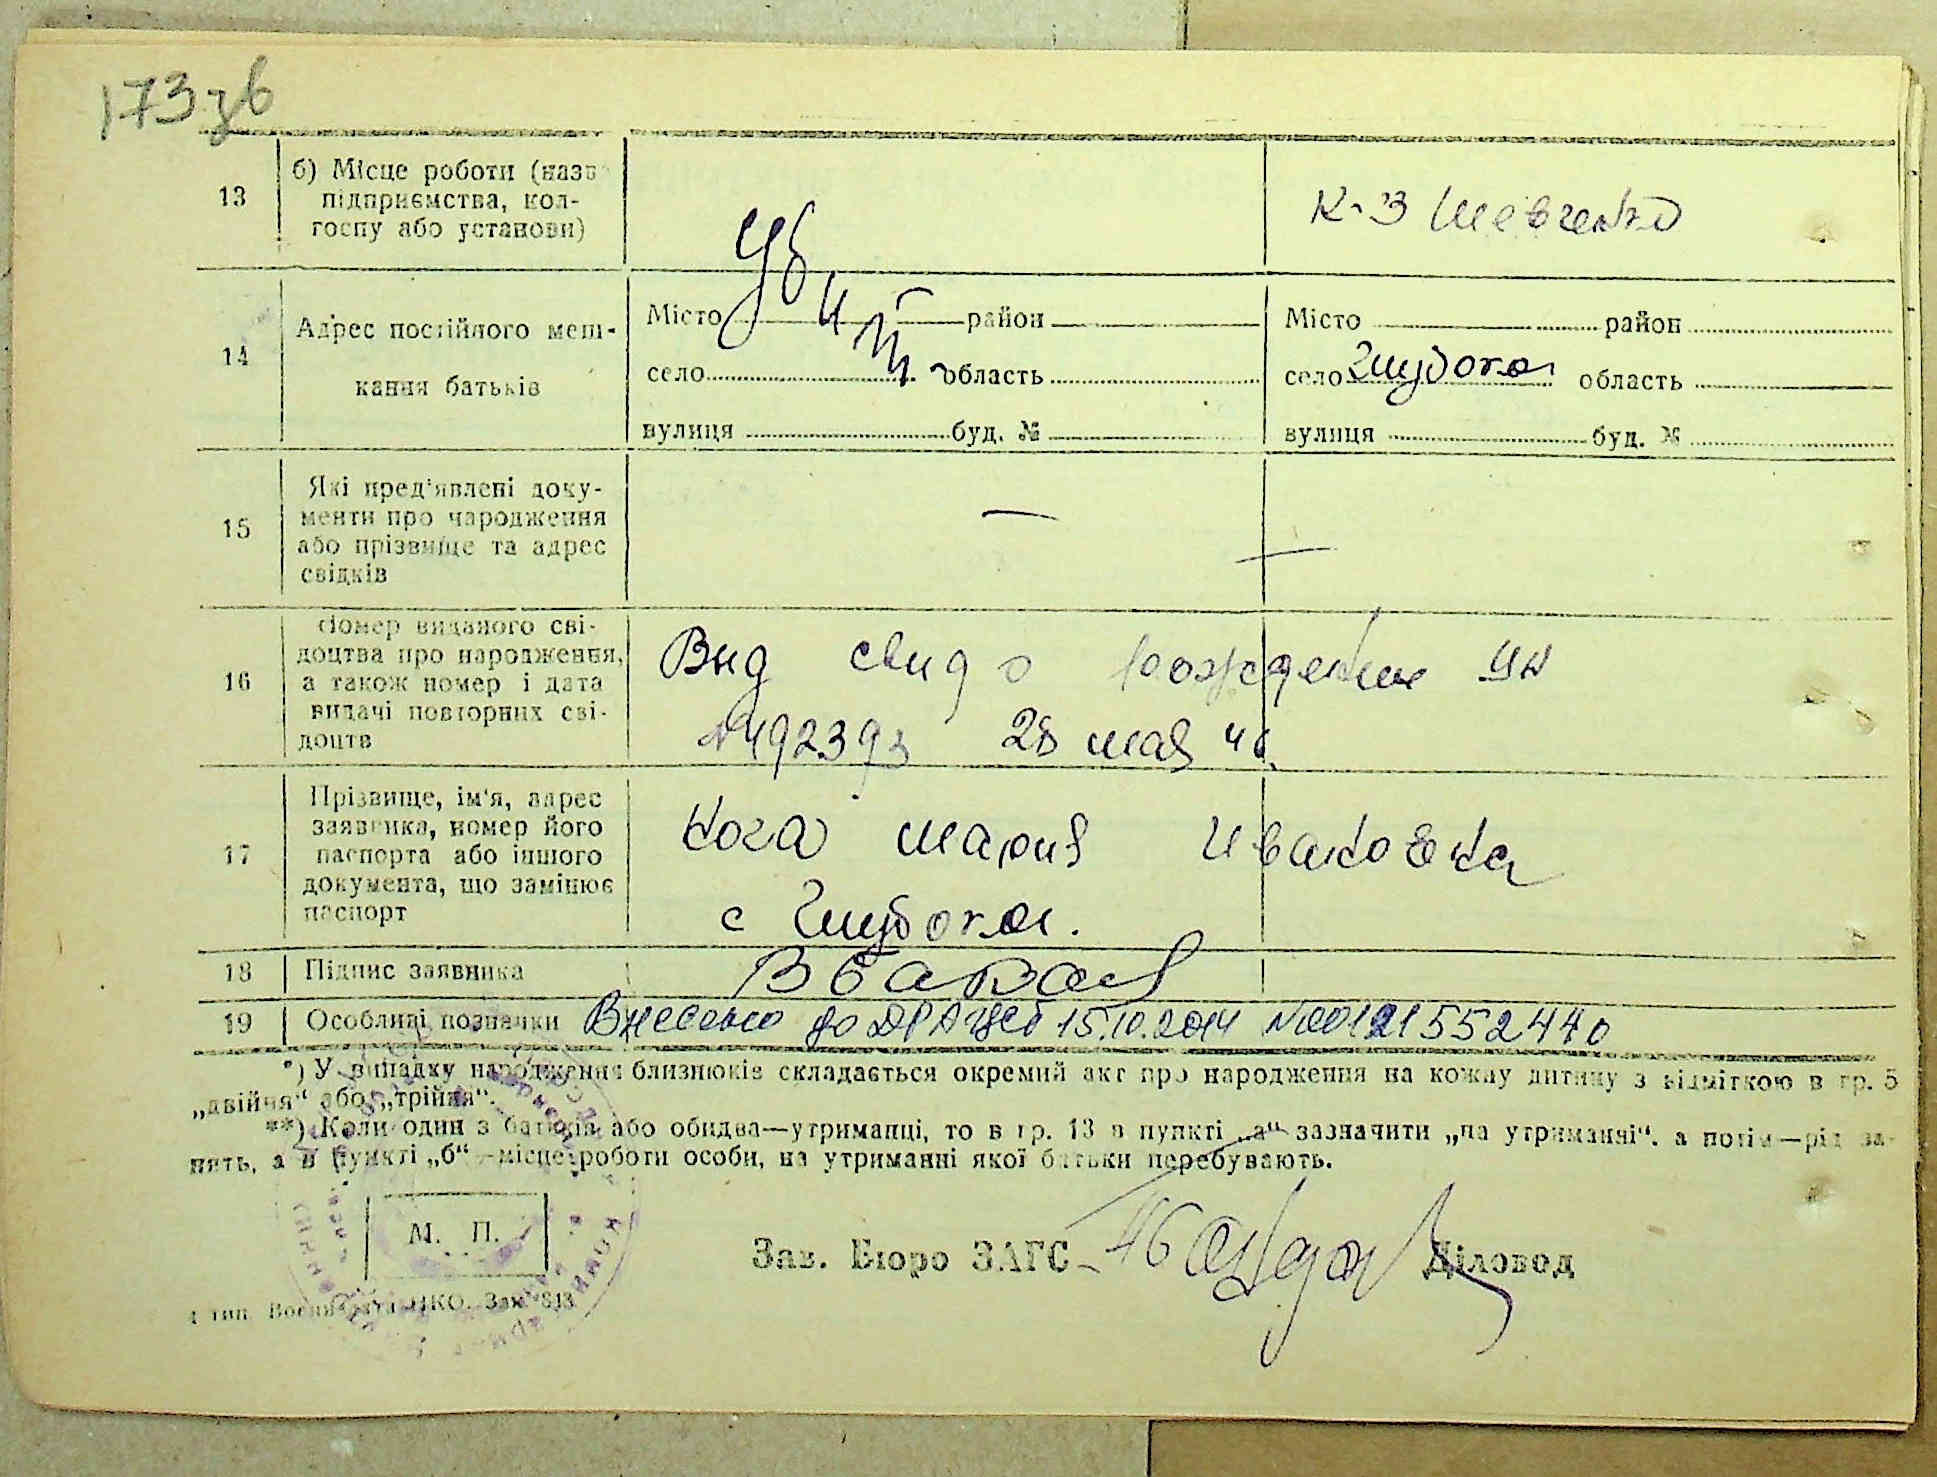 173зв
13 б) Місце роботи (назв підприємства, кол-
госпу або установи)
к-з Шевченко
14 Адрес постійного меш-
кання батьків
Убит
Місто район
село область
вулиця буд. №
Місто район
село Глубокая область
вулиця буд. №
15 Які пред'явлені доку-
менти про народження
або прізвище та адрес
свідків
—
—
16 Номер виданого сві-
доцтва про народження,
а також номер і дата
видачі повторних сві-
доцтв
Выд свид о рождении УН
№492393 28 мая 46
17 Прізвище, ім'я, адрес
заявника, номер його
паспорта або іншого
документа, що замінює
паспорт
Мария Ивановна
с Глубокая.
18 Підпис заявника
19 Особливі позначки Внесено до ДРАЦСГ 15.10.2014 №00121552440
*) У випадку народження близнюків складається окремий акт про народження на кожну дитину з відміткою в гр. 5
„двійня" або „трійня".
**) Коли один з батьків або обидва—утриманці, то в гр. 13 в пункті „а" зазначити „на утриманні", а потім—рід за-
нять, а в пункті „б"—місце роботи особи, на утриманні якої батьки перебувають.
М. П.
Зав. Бюро ЗАГС Діловод